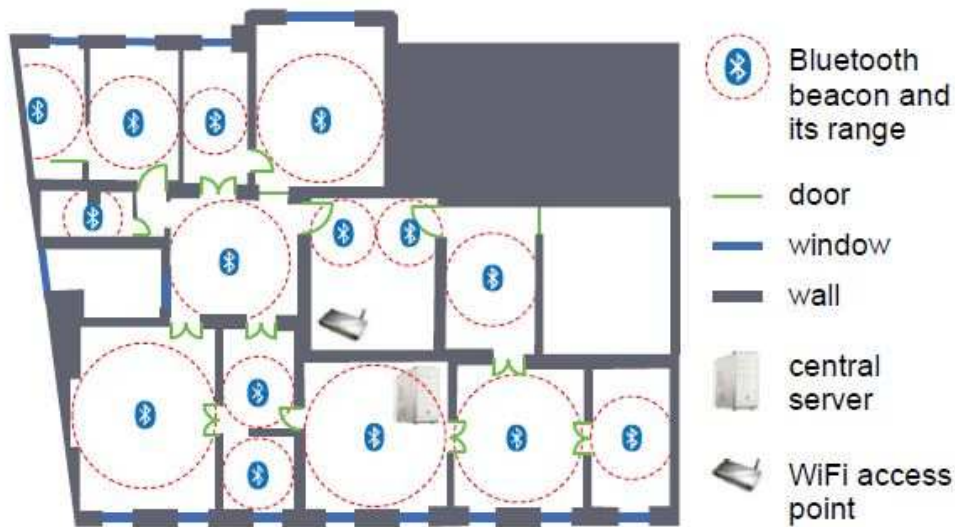 Bluetooth
beacon and
its range
door
window
wall
central
server
WiFi access
point